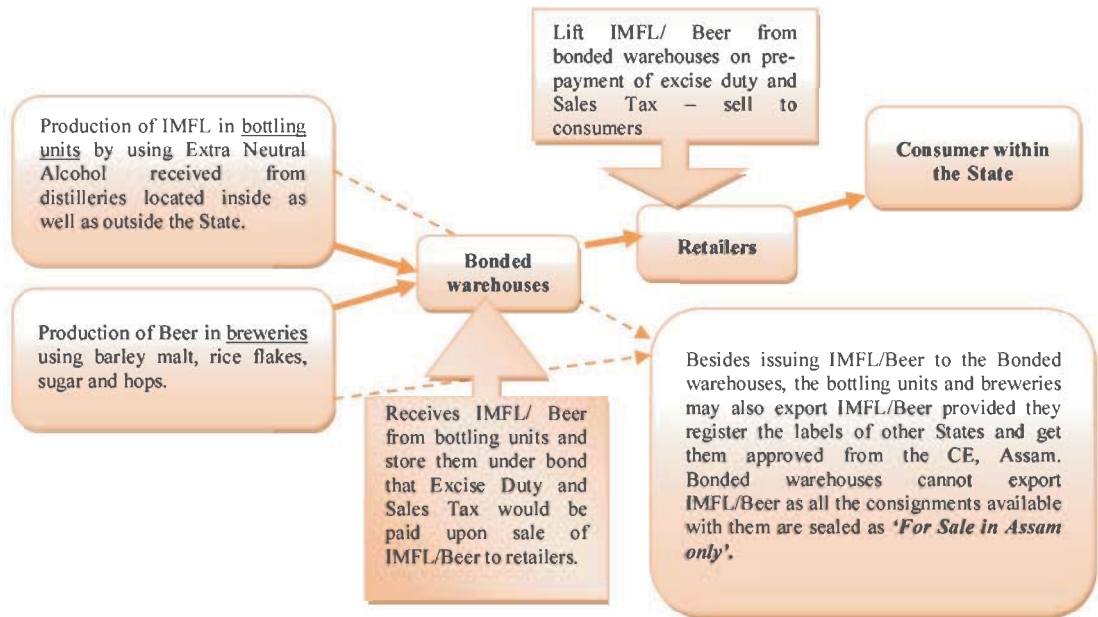 Lift IMFL/ Beer from
bonded warehouses on pre-
payment of excise duty and
Sales Tax – sell to
consumers
Production of IMFL in bottling
units by using Extra Neutral
Alcohol received from
distilleries located inside as
well as outside the State.
Consumer within
the State
Retailers
Bonded
warehouses
Production of Beer in breweries
using barley malt, rice flakes,
sugar and hops.
Receives IMFL/ Beer
from bottling units and
store them under bond
that Excise Duty and
Sales Tax would be
paid upon sale of
IMFL/Beer to retailers.
Besides issuing IMFL/Beer to the Bonded
warehouses, the bottling units and breweries
may also export IMFL/Beer provided they
register the labels of other States and get
them approved from the CE, Assam.
Bonded warehouses cannot export
IMFL/Beer as all the consignments available
with them are sealed as ‘For Sale in Assam
only’.